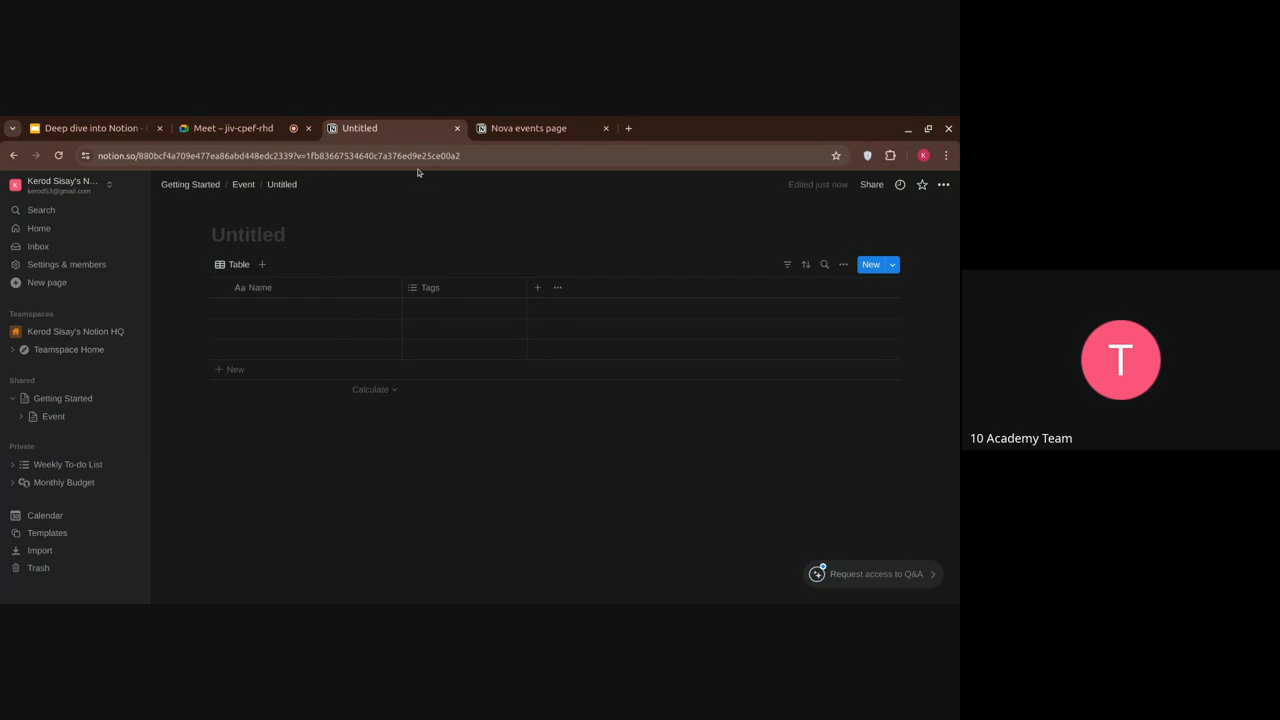 Deep dive into Notion - G
Meet – jiv-cpef-rhd
Untitled
Nova events page
notion.so/880bcf4a709e477ea86abd448edc2339?v=1fb83667534640c7a376ed9e25ce00a2
K
K
Kerod Sisay's N...
kerod53@gmail.com
Getting Started / Event / Untitled
Edited just now
Share
Search
Home
Inbox
Settings & members
New page
Teamspaces
Kerod Sisay's Notion HQ
Teamspace Home
Shared
Getting Started
Event
Private
Weekly To-do List
Monthly Budget
Calendar
Templates
Import
Trash
Untitled
Table
New
Aa Name
Tags
New
Calculate
Request access to Q&A
T
10 Academy Team